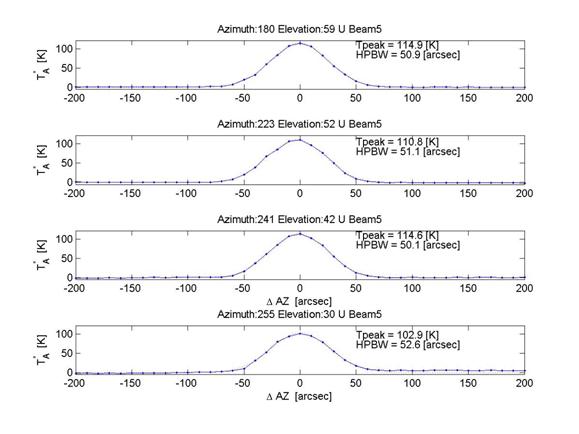 Azimuth:180 Elevation:59 U Beam5
Tpeak = 114.9 [K]
HPBW = 50.9 [arcsec]
100
50
0
T*A [K]
-200 -150 -100 -50 0 50 100 150 200
Azimuth:223 Elevation:52 U Beam5
Tpeak = 110.8 [K]
HPBW = 51.1 [arcsec]
100
50
0
T*A [K]
-200 -150 -100 -50 0 50 100 150 200
Azimuth:241 Elevation:42 U Beam5
Tpeak = 114.6 [K]
HPBW = 50.1 [arcsec]
100
50
0
T*A [K]
-200 -150 -100 -50 0 50 100 150 200
Δ AZ [arcsec]
Azimuth:255 Elevation:30 U Beam5
Tpeak = 102.9 [K]
HPBW = 52.6 [arcsec]
100
50
0
T*A [K]
-200 -150 -100 -50 0 50 100 150 200
Δ AZ [arcsec]